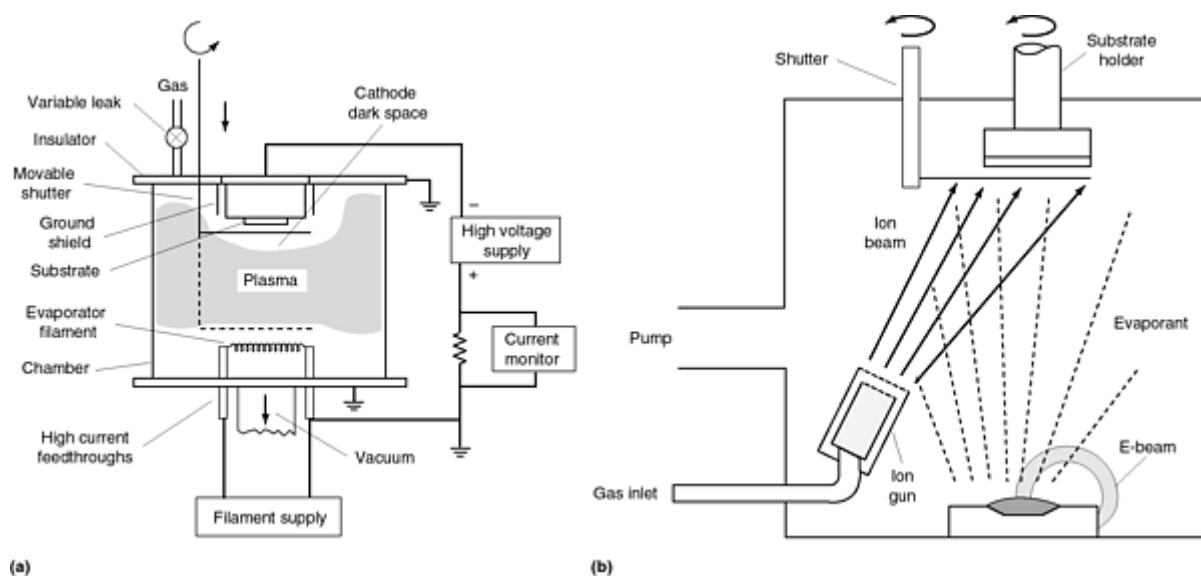 Gas
Variable leak
Insulator
Movable
shutter
Ground
shield
Substrate
Evaporator
filament
Chamber
High current
feedthroughs
Cathode
dark space
Plasma
−
High voltage
supply
+
Current
monitor
Vacuum
Filament supply
(a)
Shutter
Substrate
holder
Ion
beam
Pump
Evaporant
E-beam
Gas inlet
Ion
gun
(b)